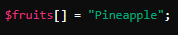 $fruits[] = "Pineapple";